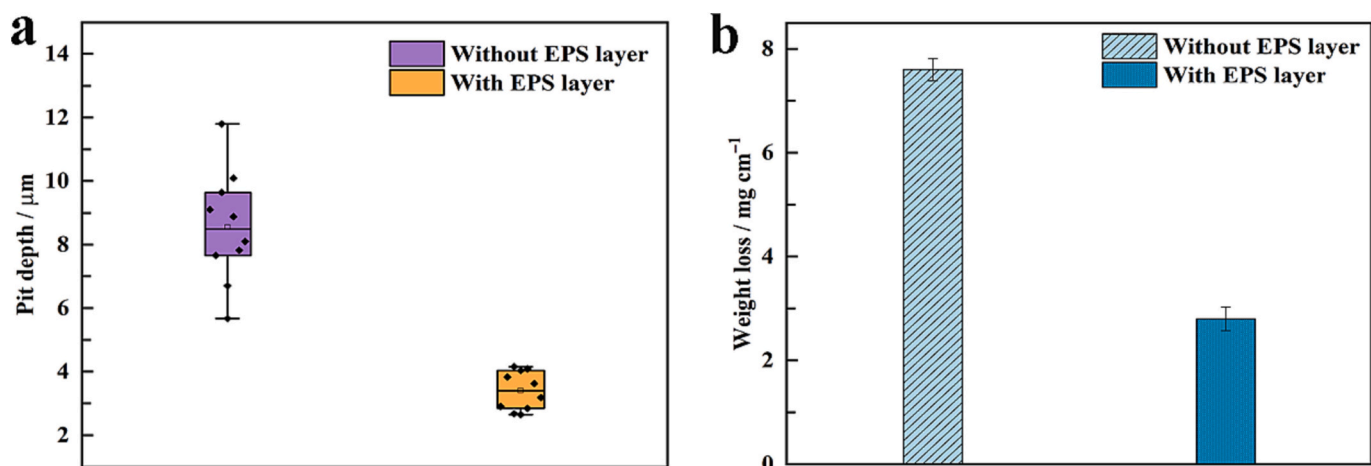 a
14
12
10
8
6
4
2
Pit depth / μm
Without EPS layer
With EPS layer
b
8
6
4
2
0
Weight loss / mg cm⁻¹
Without EPS layer
With EPS layer